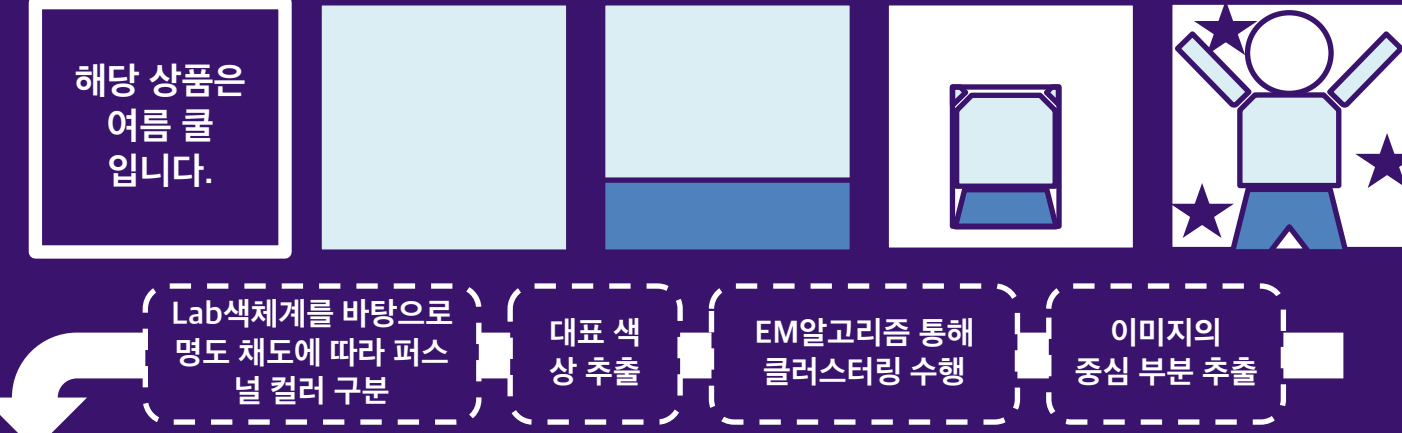 해당 상품은
여름 쿨
입니다.
Lab색체계를 바탕으로
명도 채도에 따라 퍼스
널 컬러 구분
대표 색
상 추출
EM알고리즘 통해
클러스터링 수행
이미지의
중심 부분 추출